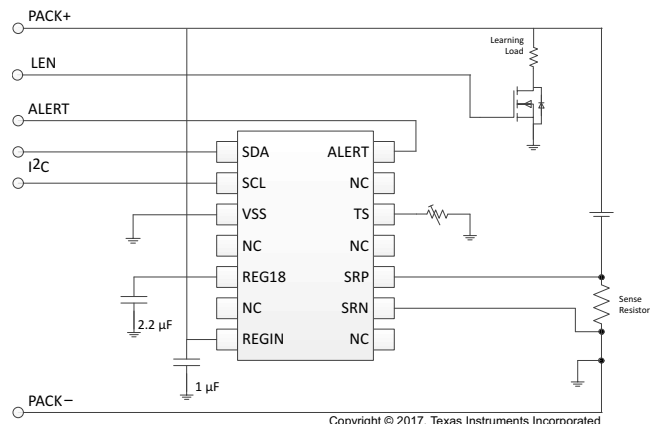 PACK+
Learning
Load
LEN
ALERT
SDA
ALERT
I²C
SCL
NC
VSS
TS
NC
NC
REG18
SRP
Sense
Resistor
2.2 µF
NC
SRN
REGIN
NC
1 µF
PACK–
Copyright © 2017, Texas Instruments Incorporated